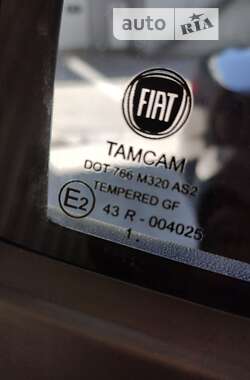 auto RIA
FIAT
TAMCAM
DOT 766 M320 AS2
TEMPERED GF
E2
43 R - 004025
1 .